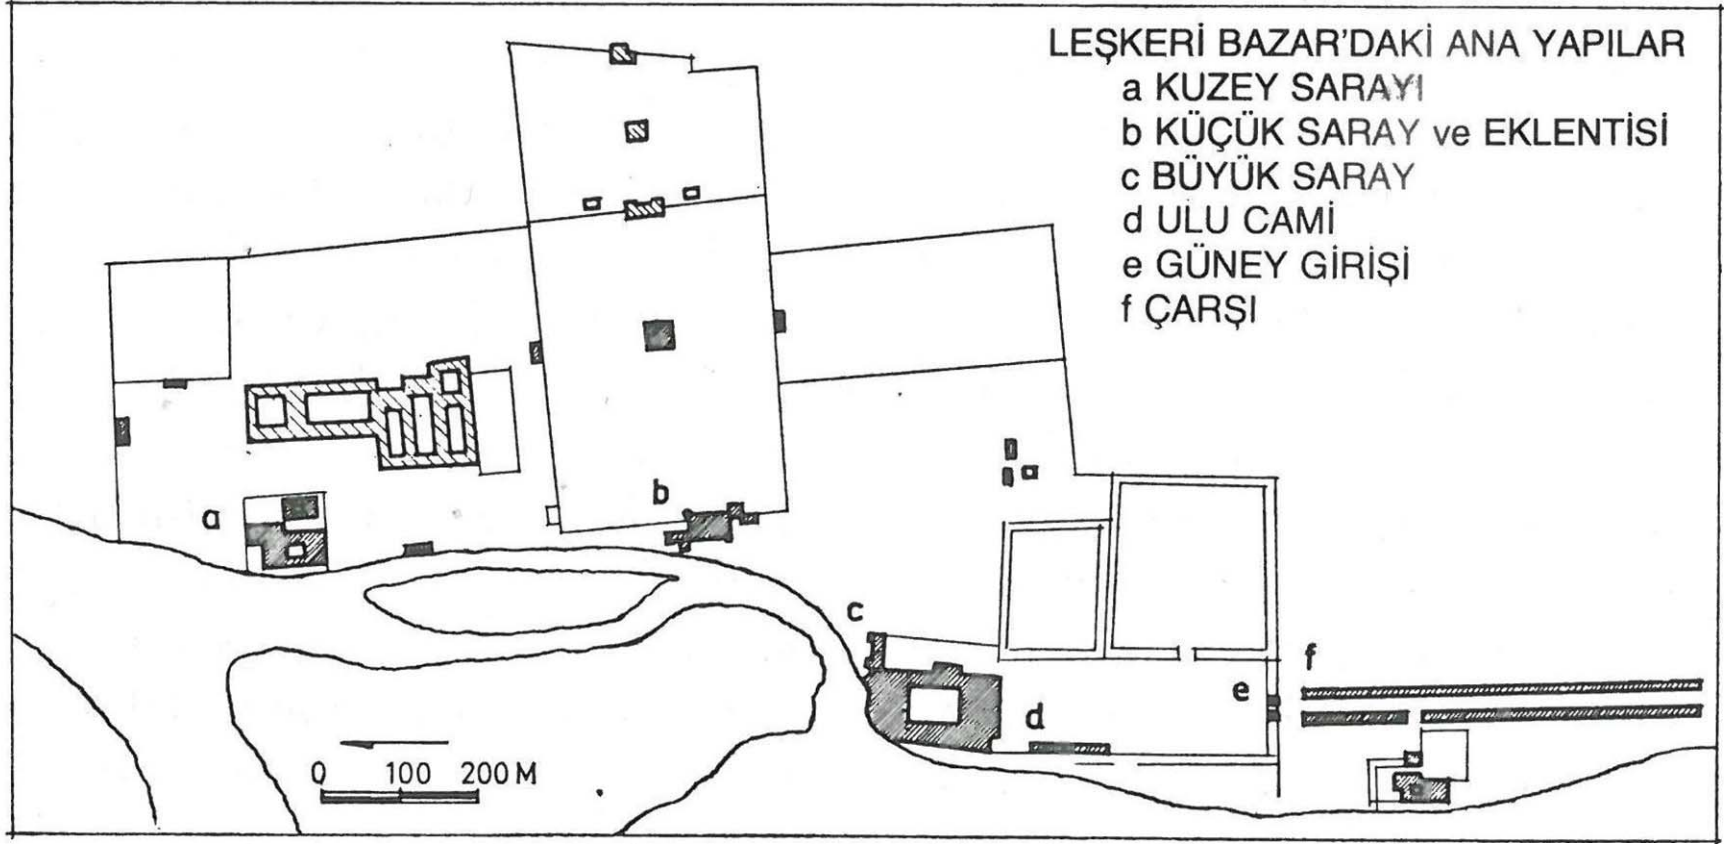 LEŞKERİ BAZAR'DAKİ ANA YAPILAR
a KUZEY SARAYI
b KÜÇÜK SARAY ve EKLENTİSİ
c BÜYÜK SARAY
d ULU CAMİ
e GÜNEY GİRİŞİ
f ÇARŞI
b
a
c
f
e
d
0 100 200 M